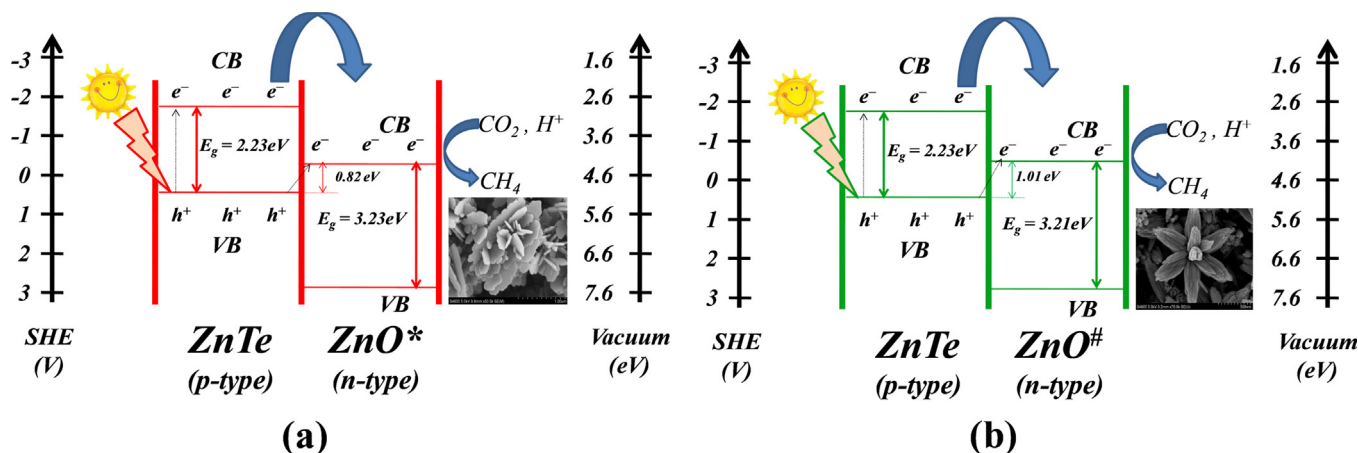 -3
-2
-1
0
1
2
3
SHE
(V)
CB
e⁻ e⁻ e⁻
E_g = 2.23eV
h⁺ h⁺ h⁺
VB
CB
e⁻ e⁻ e⁻
0.82 eV
E_g = 3.23eV
VB
CO₂ , H⁺
CH₄
ZnTe
(p-type)
ZnO*
(n-type)
1.6
2.6
3.6
4.6
5.6
6.6
7.6
Vacuum
(eV)
(a)
-3
-2
-1
0
1
2
3
SHE
(V)
CB
e⁻ e⁻ e⁻
E_g = 2.23eV
h⁺ h⁺ h⁺
VB
CB
e⁻ e⁻ e⁻
1.01 eV
E_g = 3.21eV
VB
CO₂ , H⁺
CH₄
ZnTe
(p-type)
ZnO#
(n-type)
1.6
2.6
3.6
4.6
5.6
6.6
7.6
Vacuum
(eV)
(b)